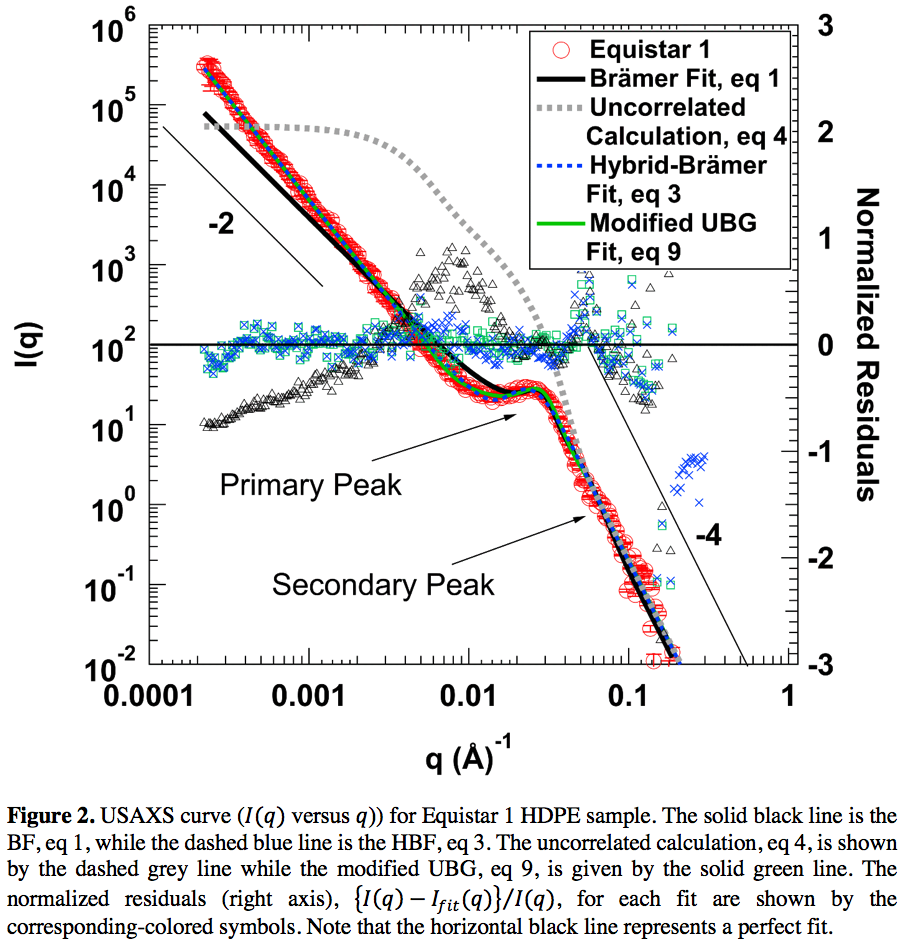 10^6
10^5
10^4
10^3
10^2
10^1
10^0
10^-1
10^-2
I(q)
3
2
1
0
-1
-2
-3
Normalized Residuals
Equistar 1
Brämer Fit, eq 1
Uncorrelated
Calculation, eq 4
Hybrid-Brämer
Fit, eq 3
Modified UBG
Fit, eq 9
-2
Primary Peak
Secondary Peak
-4
0.0001
0.001
0.01
0.1
1
q (Å)^-1
Figure 2. USAXS curve (I(q) versus q)) for Equistar 1 HDPE sample. The solid black line is the
BF, eq 1, while the dashed blue line is the HBF, eq 3. The uncorrelated calculation, eq 4, is shown
by the dashed grey line while the modified UBG, eq 9, is given by the solid green line. The
normalized residuals (right axis), {I(q) − I_fit(q)}/I(q), for each fit are shown by the
corresponding-colored symbols. Note that the horizontal black line represents a perfect fit.